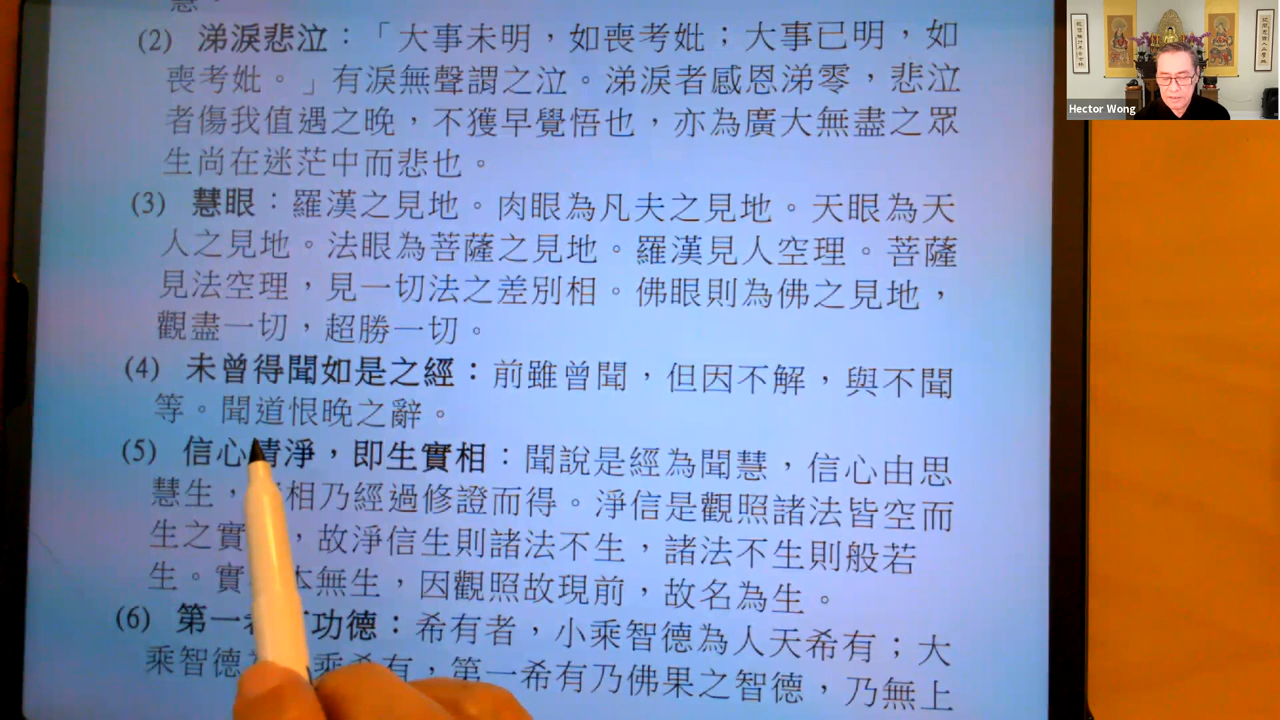 慧。
(2) 涕淚悲泣：「大事未明，如喪考妣；大事已明，如
喪考妣。」有淚無聲謂之泣。涕淚者感恩涕零，悲泣
者傷我值遇之晚，不獲早覺悟也，亦為廣大無盡之眾
生尚在迷茫中而悲也。
(3) 慧眼：羅漢之見地。肉眼為凡夫之見地。天眼為天
人之見地。法眼為菩薩之見地。羅漢見人空理。菩薩
見法空理，見一切法之差別相。佛眼則為佛之見地，
觀盡一切，超勝一切。
(4) 未曾得聞如是之經：前雖曾聞，但因不解，與不聞
等。聞道恨晚之辭。
(5) 信心清淨，即生實相：聞說是經為聞慧，信心由思
慧生，相乃經過修證而得。淨信是觀照諸法皆空而
生之實，故淨信生則諸法不生，諸法不生則般若
生。實本無生，因觀照故現前，故名為生。
(6) 第一功德：希有者，小乘智德為人天希有；大
乘智德乘希有，第一希有乃佛果之智德，乃無上
Hector Wong